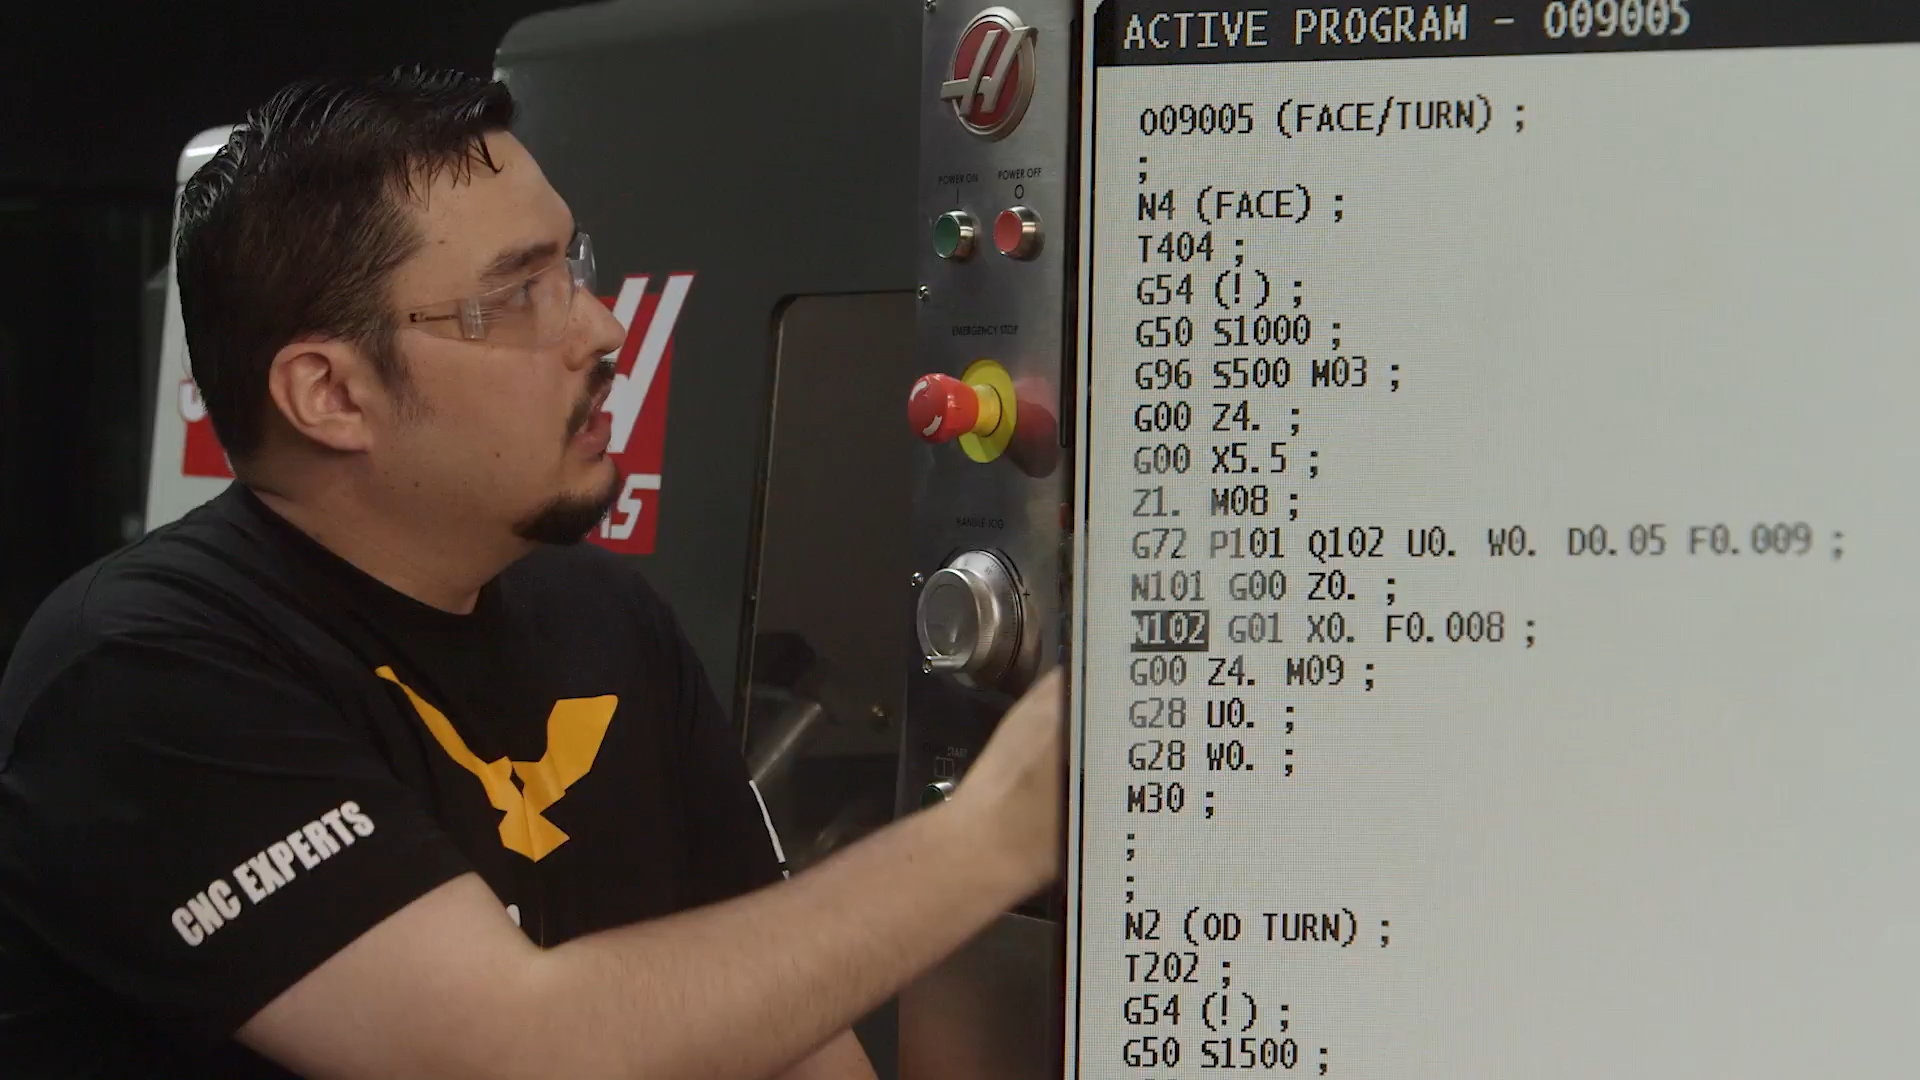 ACTIVE PROGRAM - O09005
O09005 (FACE/TURN) ;
;
N4 (FACE) ;
T404 ;
G54 (!) ;
G50 S1000 ;
G96 S500 M03 ;
G00 Z4. ;
G00 X5.5 ;
Z1. M08 ;
G72 P101 Q102 U0. W0. D0.05 F0.009 ;
N101 G00 Z0. ;
N102 G01 X0. F0.008 ;
G00 Z4. M09 ;
G28 U0. ;
G28 W0. ;
M30 ;
;
;
N2 (OD TURN) ;
T202 ;
G54 (!) ;
G50 S1500 ;
POWER ON
POWER OFF
EMERGENCY STOP
HANDLE JOG
CNC EXPERTS